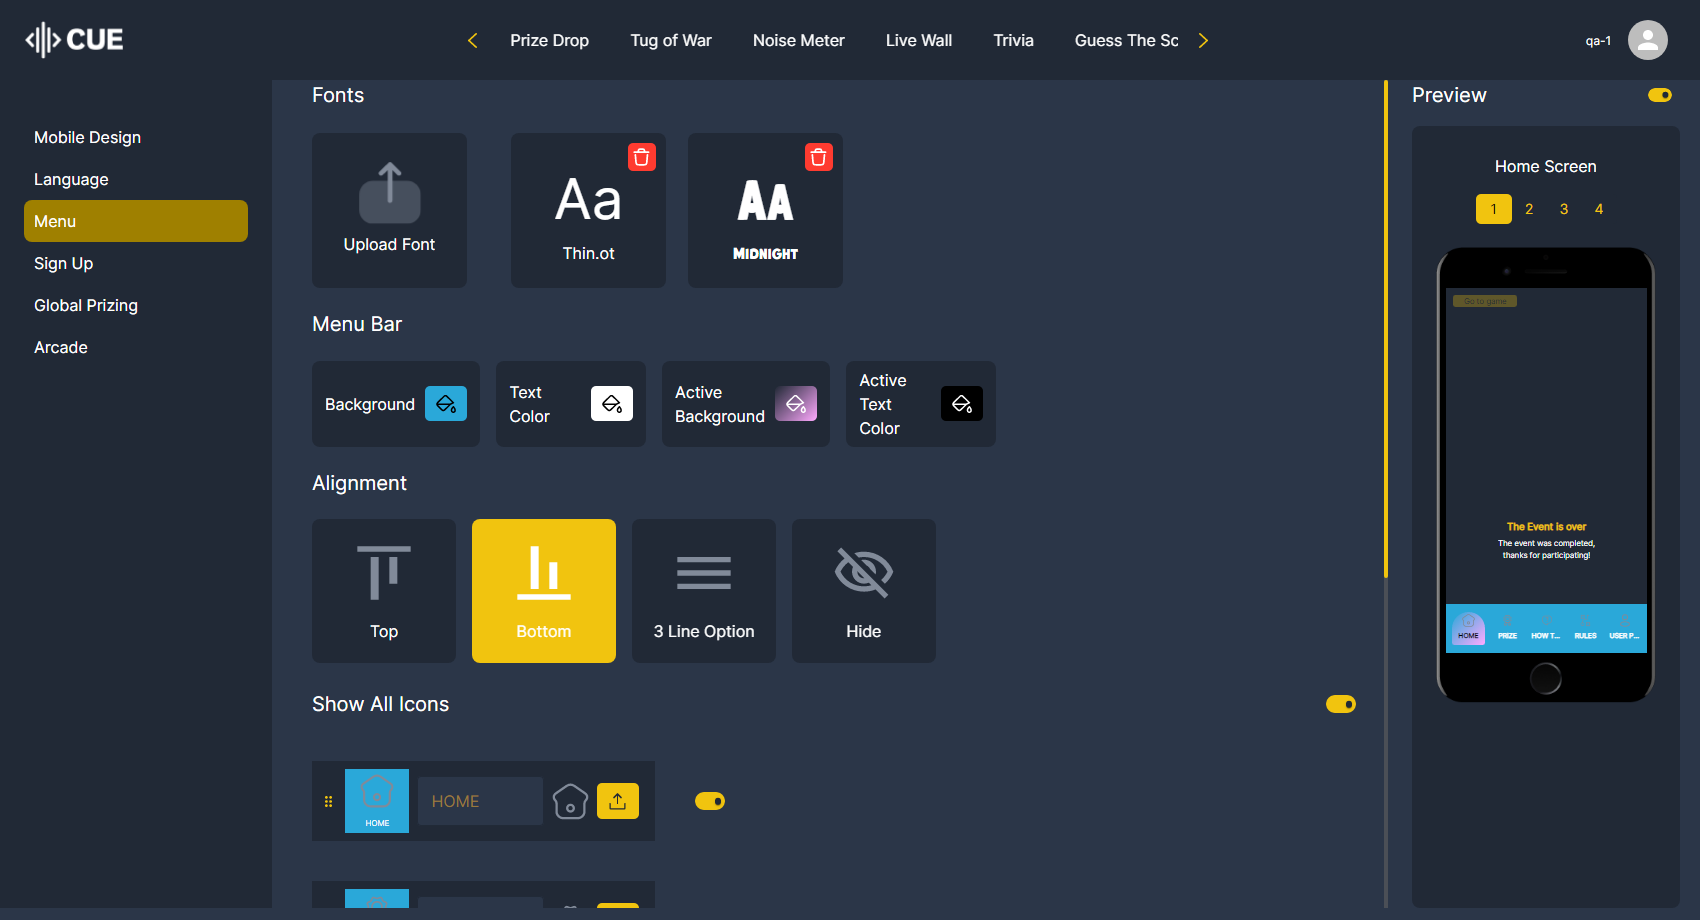 CUE
Prize Drop
Tug of War
Noise Meter
Live Wall
Trivia
Guess The Sc
qa-1
Mobile Design
Language
Menu
Sign Up
Global Prizing
Arcade
Fonts
Upload Font
Aa
Thin.ot
AA
MIDNIGHT
Menu Bar
Background
Text
Color
Active
Background
Active
Text
Color
Alignment
Top
Bottom
3 Line Option
Hide
Show All Icons
HOME
HOME
Preview
Home Screen
1 2 3 4
Go to game
The Event is over
The event was completed,
thanks for participating!
HOME PRIZE HOW T... RULES USER P...